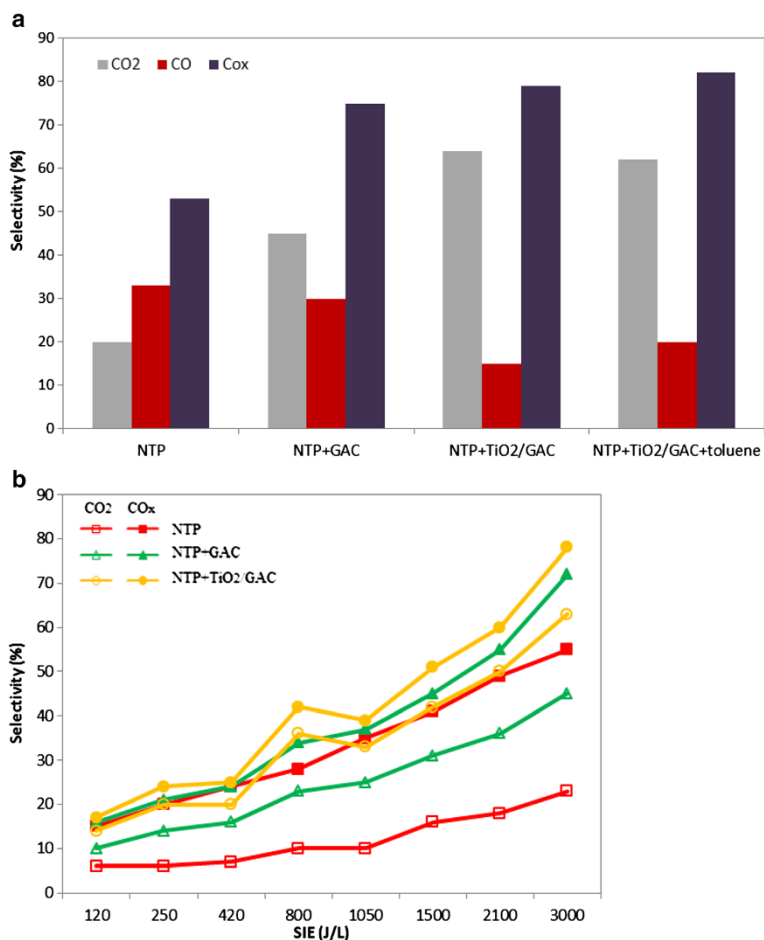 a
90
80
70
60
50
40
30
20
10
0
Selectivity (%)
CO2 CO Cox
NTP NTP+GAC NTP+TiO2/GAC NTP+TiO2/GAC+toluene
b
90
80
70
60
50
40
30
20
10
0
Selectivity (%)
CO2 COx
NTP
NTP+GAC
NTP+TiO2/GAC
120 250 420 800 1050 1500 2100 3000
SIE (J/L)